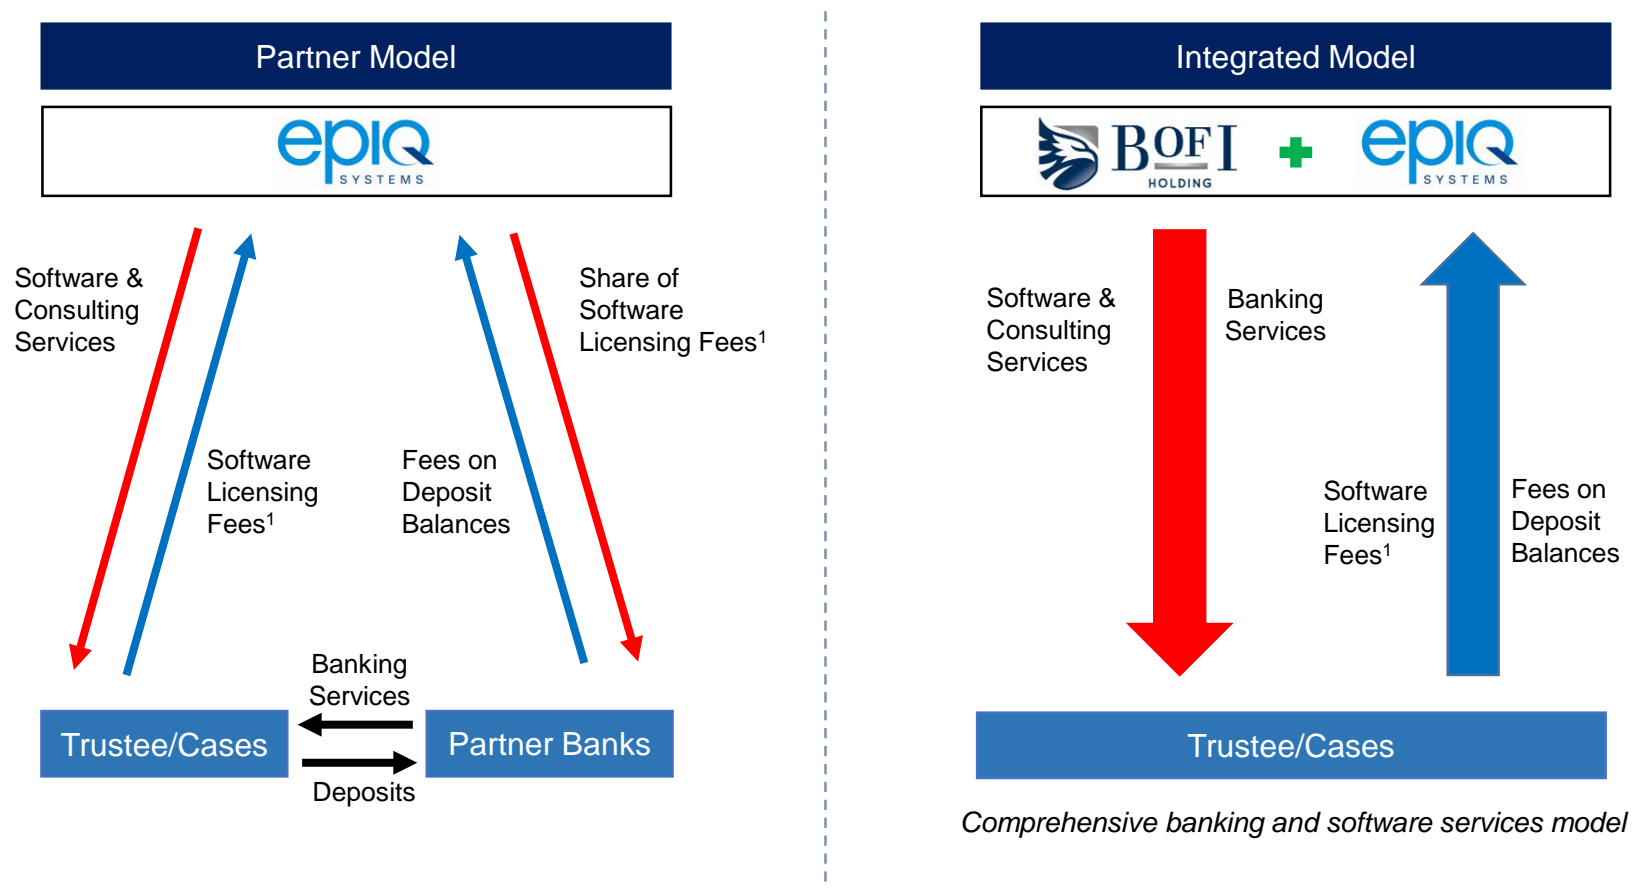 Partner Model
epiq
SYSTEMS
Software &
Consulting
Services
Share of
Software
Licensing Fees¹
Software
Licensing
Fees¹
Fees on
Deposit
Balances
Banking
Services
Trustee/Cases
Partner Banks
Deposits
Integrated Model
BOFI
HOLDING
epiq
SYSTEMS
Software &
Consulting
Services
Banking
Services
Software
Licensing
Fees¹
Fees on
Deposit
Balances
Trustee/Cases
Comprehensive banking and software services model